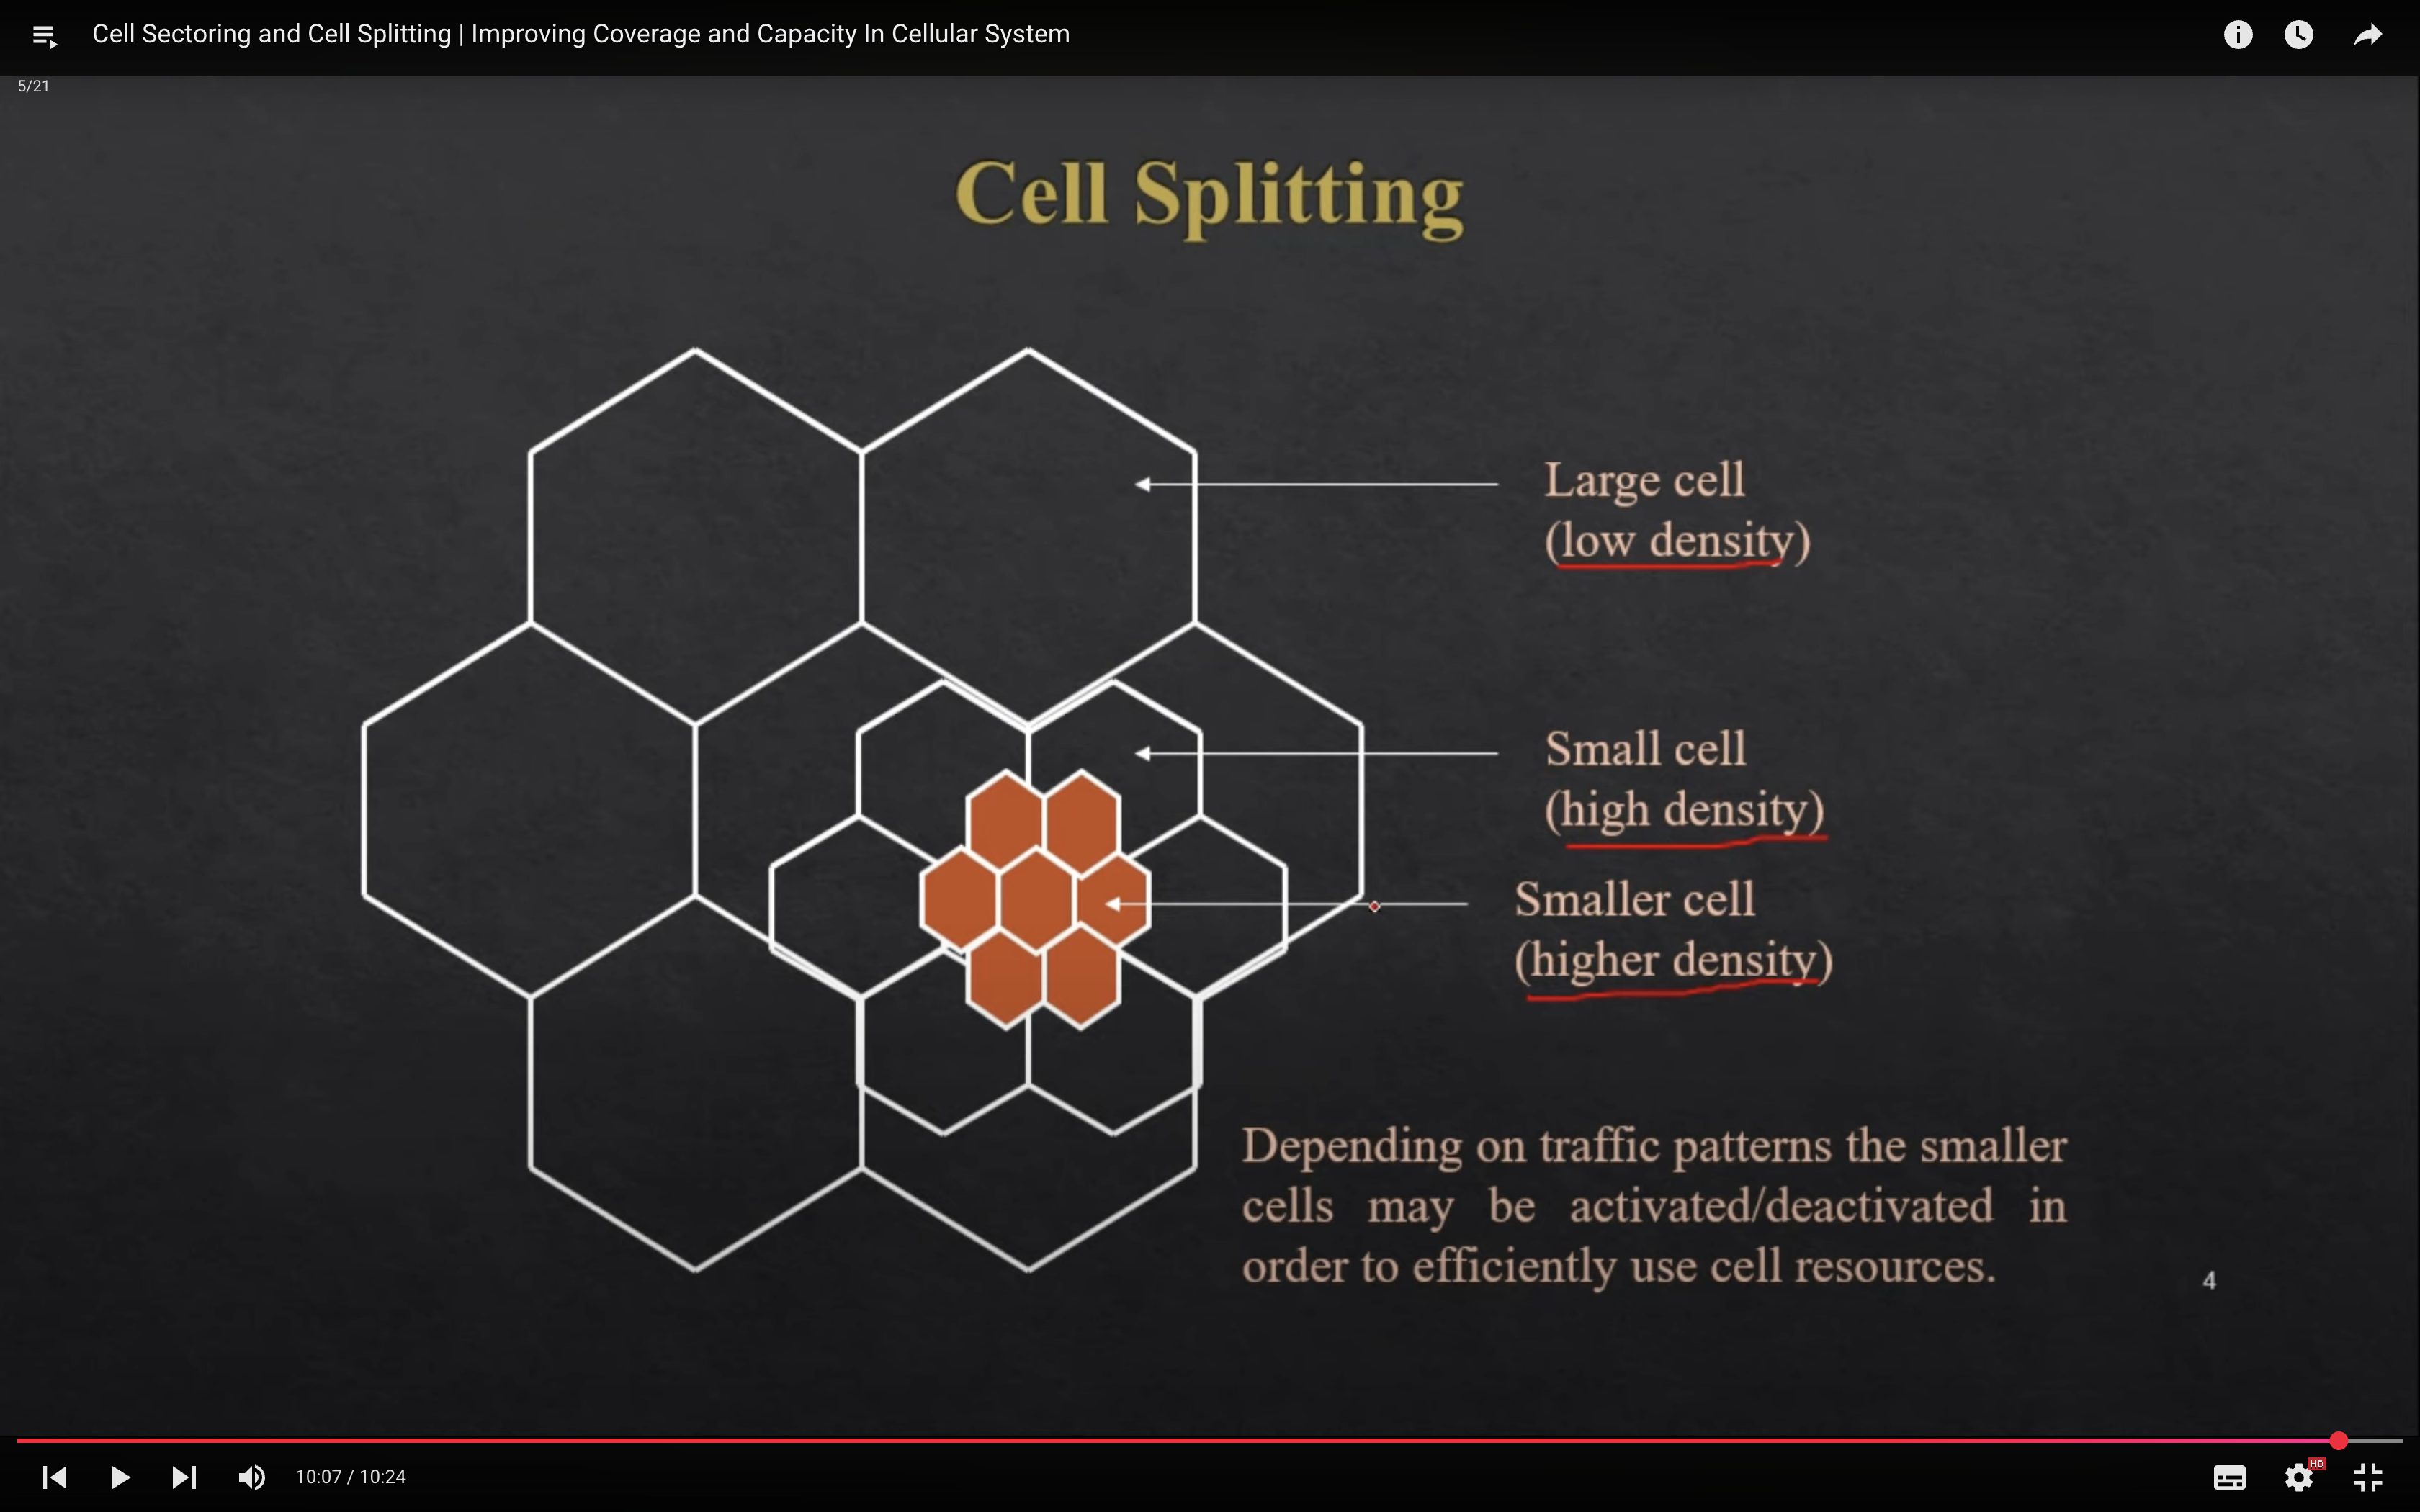 Cell Sectoring and Cell Splitting | Improving Coverage and Capacity In Cellular System
5/21
Cell Splitting
Large cell
(low density)
Small cell
(high density)
Smaller cell
(higher density)
Depending on traffic patterns the smaller
cells may be activated/deactivated in
order to efficiently use cell resources.
4
10:07 / 10:24
HD